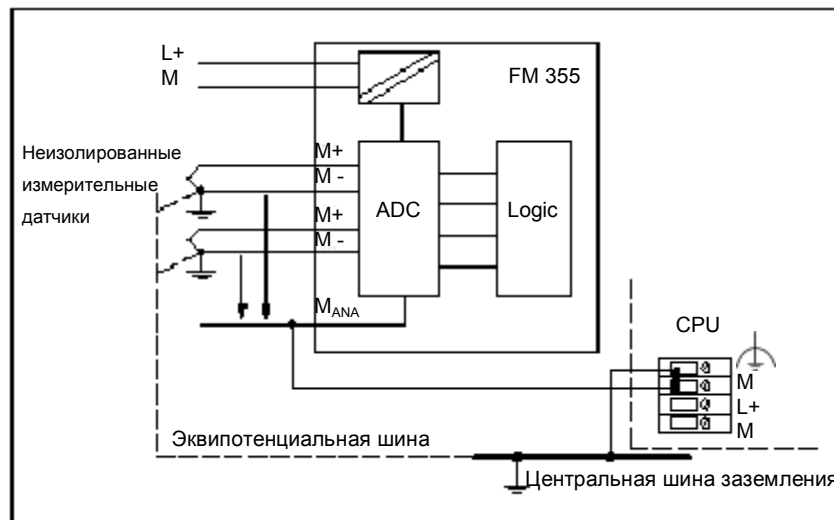 L+
M
FM 355
Неизолированные
измерительные
датчики
M+
M -
M+
M -
ADC
Logic
MANA
CPU
M
L+
M
Эквипотенциальная шина
Центральная шина заземления